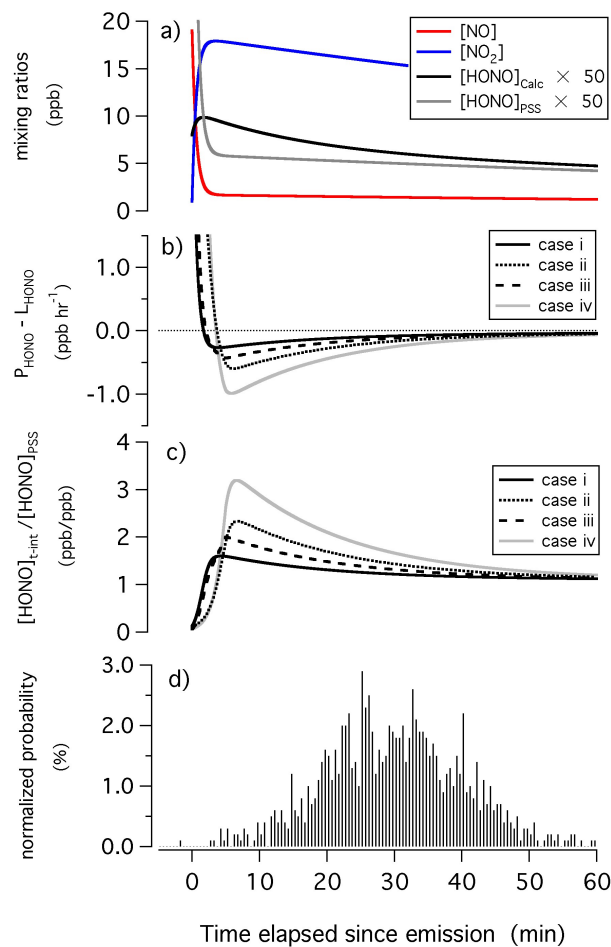 a)
[NO]
[NO2]
[HONO]Calc × 50
[HONO]PSS × 50
mixing ratios
(ppb)
20
15
10
5
0
b)
case i
case ii
case iii
case iv
PHONO - LHONO
(ppb hr-1)
1.0
0.0
-1.0
c)
case i
case ii
case iii
case iv
[HONO]t-int /[HONO]PSS
(ppb/ppb)
4
3
2
1
0
d)
normalized probability
(%)
3.0
2.0
1.0
0.0
0 10 20 30 40 50 60
Time elapsed since emission (min)